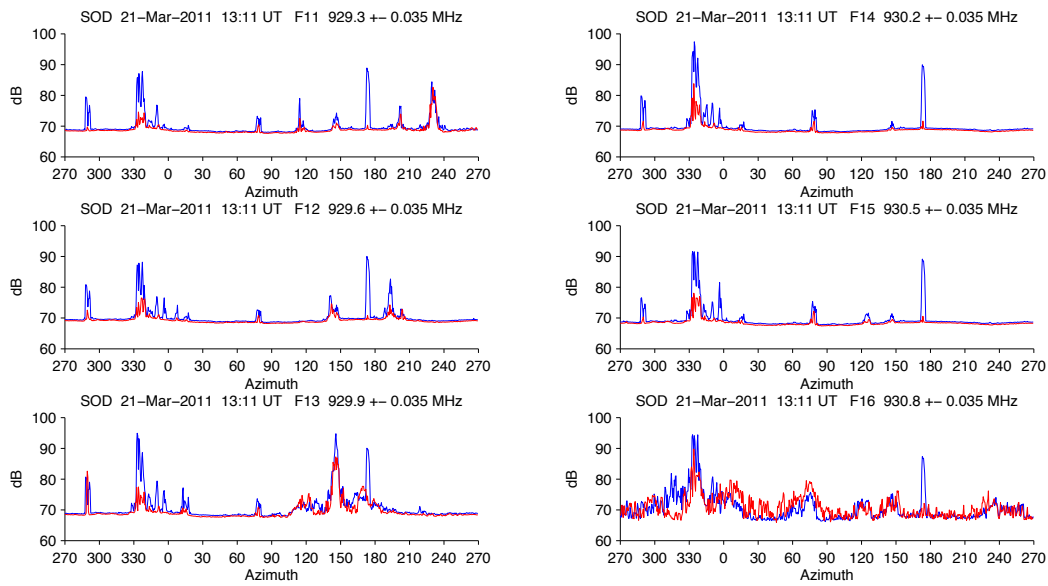 SOD 21−Mar−2011 13:11 UT F11 929.3 +− 0.035 MHz
100
90
80
70
60
dB
270 300 330 0 30 60 90 120 150 180 210 240 270
Azimuth
SOD 21−Mar−2011 13:11 UT F12 929.6 +− 0.035 MHz
100
90
80
70
60
dB
270 300 330 0 30 60 90 120 150 180 210 240 270
Azimuth
SOD 21−Mar−2011 13:11 UT F13 929.9 +− 0.035 MHz
100
90
80
70
60
dB
270 300 330 0 30 60 90 120 150 180 210 240 270
Azimuth
SOD 21−Mar−2011 13:11 UT F14 930.2 +− 0.035 MHz
100
90
80
70
60
dB
270 300 330 0 30 60 90 120 150 180 210 240 270
Azimuth
SOD 21−Mar−2011 13:11 UT F15 930.5 +− 0.035 MHz
100
90
80
70
60
dB
270 300 330 0 30 60 90 120 150 180 210 240 270
Azimuth
SOD 21−Mar−2011 13:11 UT F16 930.8 +− 0.035 MHz
100
90
80
70
60
dB
270 300 330 0 30 60 90 120 150 180 210 240 270
Azimuth